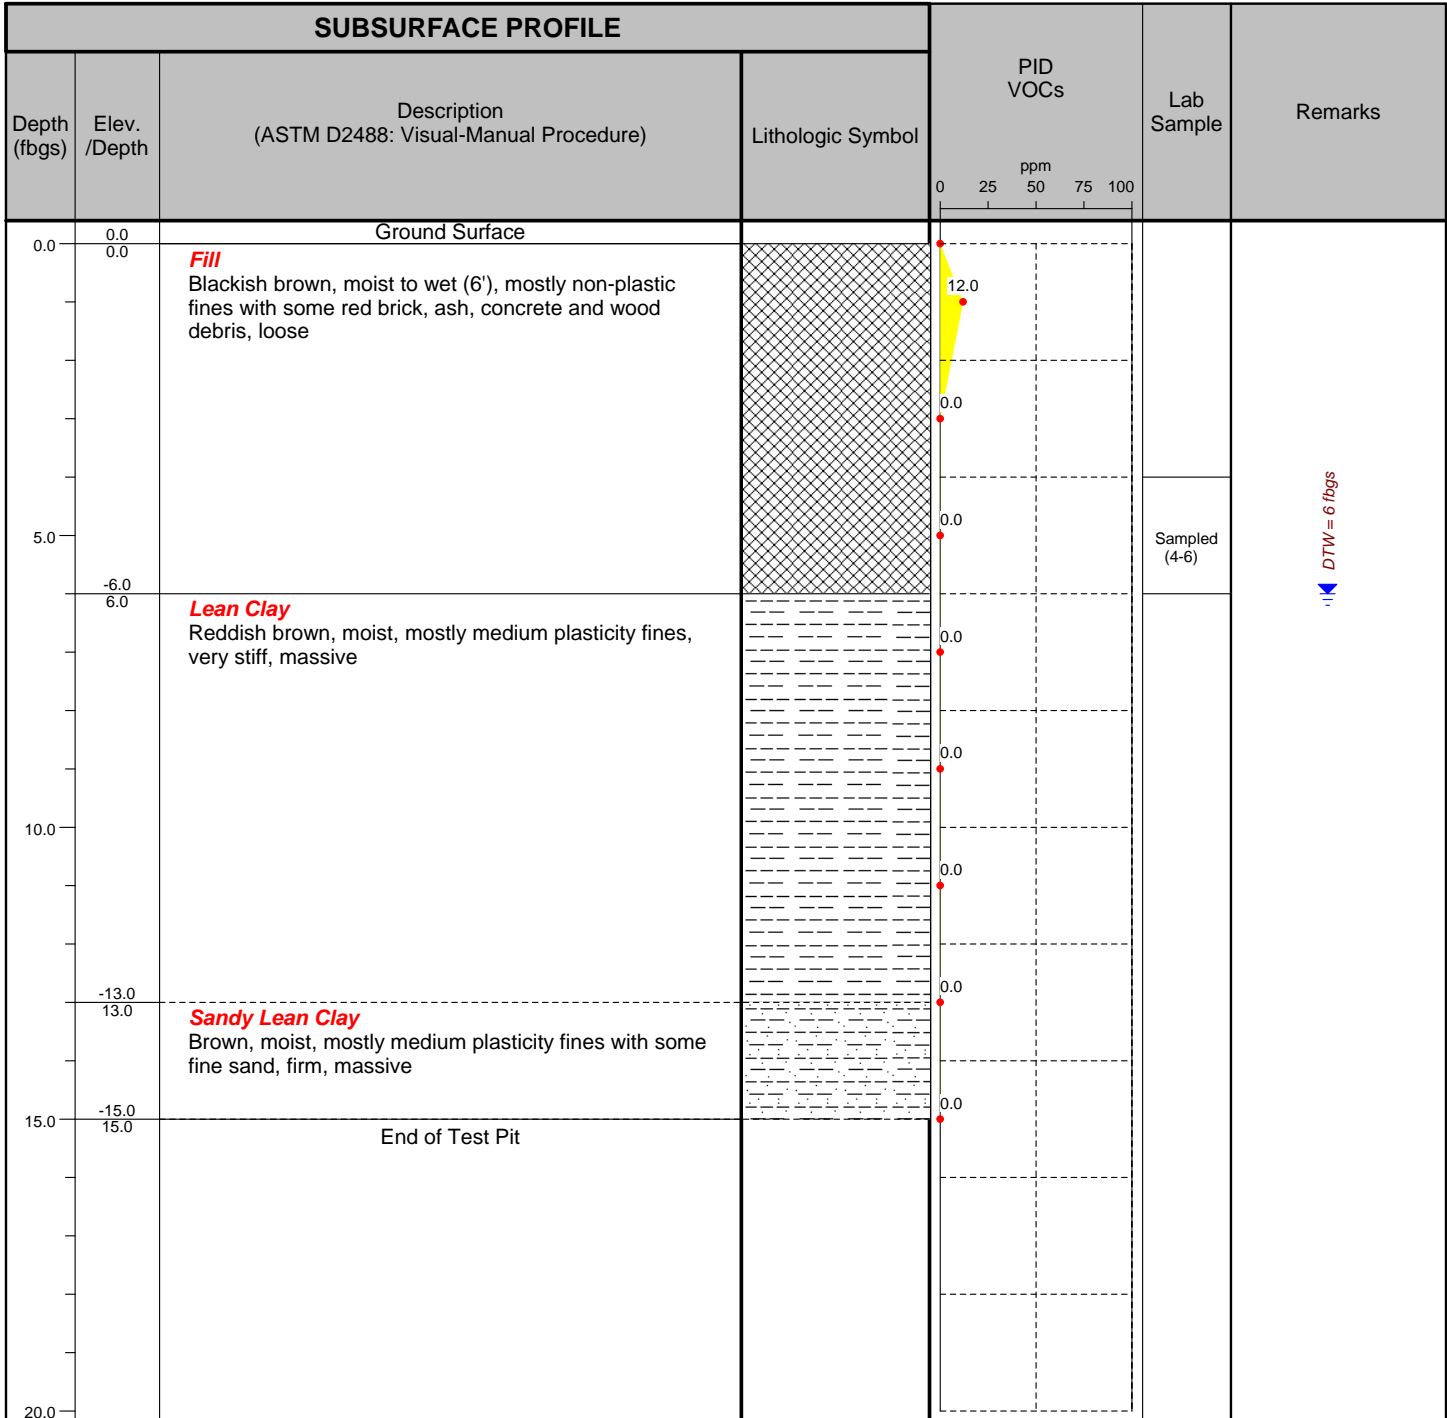 SUBSURFACE PROFILE
Depth
(fbgs)
Elev.
/Depth
Description
(ASTM D2488: Visual-Manual Procedure)
Lithologic Symbol
PID
VOCs
ppm
0 25 50 75 100
Lab
Sample
Remarks
0.0
0.0
0.0
Ground Surface
Fill
Blackish brown, moist to wet (6'), mostly non-plastic
fines with some red brick, ash, concrete and wood
debris, loose
12.0
0.0
0.0
5.0
Sampled
(4-6)
DTW = 6 fbgs
-6.0
6.0
Lean Clay
Reddish brown, moist, mostly medium plasticity fines,
very stiff, massive
0.0
0.0
10.0
0.0
0.0
-13.0
13.0
Sandy Lean Clay
Brown, moist, mostly medium plasticity fines with some
fine sand, firm, massive
0.0
15.0
-15.0
15.0
End of Test Pit
20.0